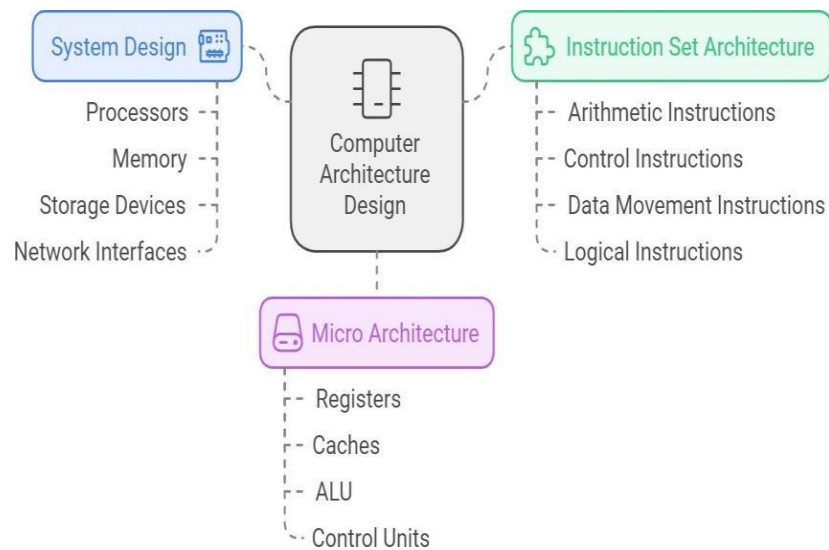 System Design
Processors
Memory
Storage Devices
Network Interfaces
Computer
Architecture
Design
Instruction Set Architecture
Arithmetic Instructions
Control Instructions
Data Movement Instructions
Logical Instructions
Micro Architecture
Registers
Caches
ALU
Control Units